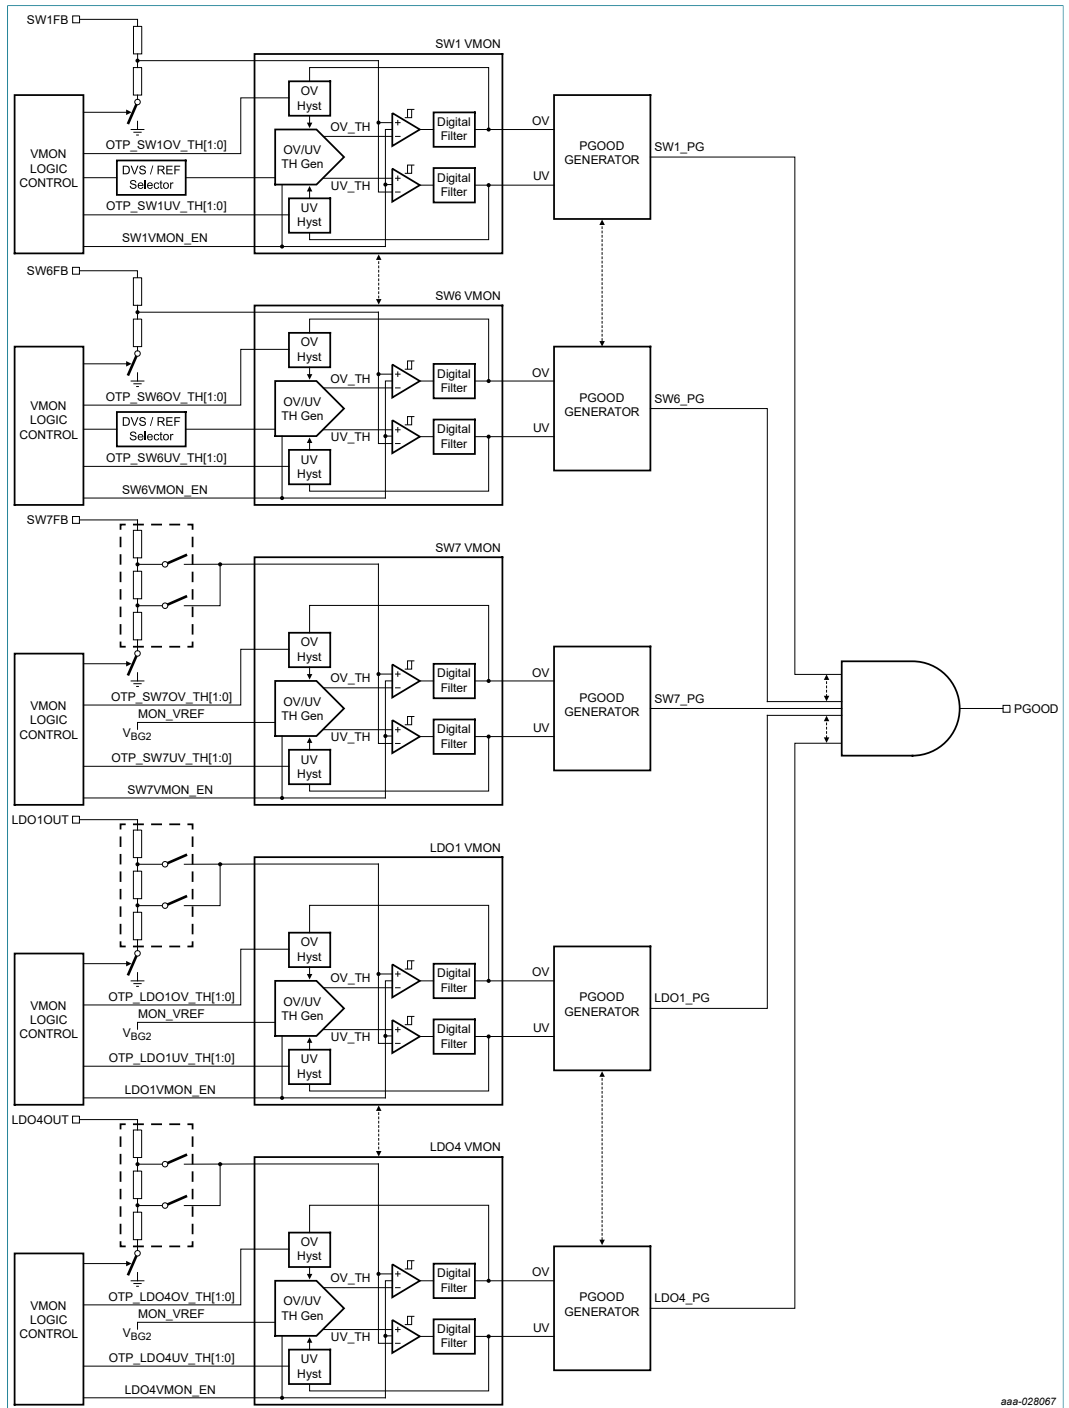 SW1FB
SW1 VMON
VMON
LOGIC
CONTROL
OTP_SW1OV_TH[1:0]
DVS / REF
Selector
OTP_SW1UV_TH[1:0]
SW1VMON_EN
OV
Hyst
OV/UV
TH Gen
UV
Hyst
OV_TH
UV_TH
+
−
+
−
Digital
Filter
Digital
Filter
OV
UV
PGOOD
GENERATOR
SW1_PG
SW6FB
SW6 VMON
VMON
LOGIC
CONTROL
OTP_SW6OV_TH[1:0]
DVS / REF
Selector
OTP_SW6UV_TH[1:0]
SW6VMON_EN
OV
Hyst
OV/UV
TH Gen
UV
Hyst
OV_TH
UV_TH
+
−
+
−
Digital
Filter
Digital
Filter
OV
UV
PGOOD
GENERATOR
SW6_PG
SW7FB
SW7 VMON
VMON
LOGIC
CONTROL
OTP_SW7OV_TH[1:0]
MON_VREF
VBG2
OTP_SW7UV_TH[1:0]
SW7VMON_EN
OV
Hyst
OV/UV
TH Gen
UV
Hyst
OV_TH
UV_TH
+
−
+
−
Digital
Filter
Digital
Filter
OV
UV
PGOOD
GENERATOR
SW7_PG
PGOOD
LDO1OUT
LDO1 VMON
VMON
LOGIC
CONTROL
OTP_LDO1OV_TH[1:0]
MON_VREF
VBG2
OTP_LDO1UV_TH[1:0]
LDO1VMON_EN
OV
Hyst
OV/UV
TH Gen
UV
Hyst
OV_TH
UV_TH
+
−
+
−
Digital
Filter
Digital
Filter
OV
UV
PGOOD
GENERATOR
LDO1_PG
LDO4OUT
LDO4 VMON
VMON
LOGIC
CONTROL
OTP_LDO4OV_TH[1:0]
MON_VREF
VBG2
OTP_LDO4UV_TH[1:0]
LDO4VMON_EN
OV
Hyst
OV/UV
TH Gen
UV
Hyst
OV_TH
UV_TH
+
−
+
−
Digital
Filter
Digital
Filter
OV
UV
PGOOD
GENERATOR
LDO4_PG
aaa-028067